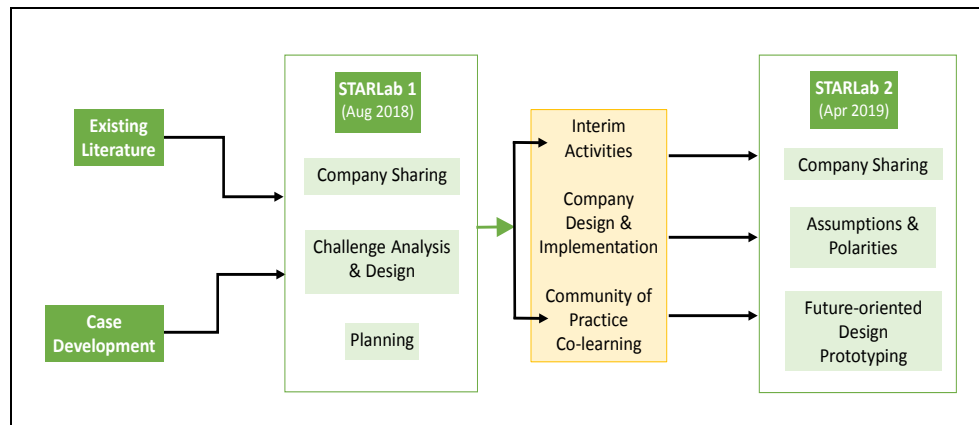 Existing
Literature
Case
Development
STARLab 1
(Aug 2018)
Company Sharing
Challenge Analysis
& Design
Planning
Interim
Activities
Company
Design &
Implementation
Community of
Practice
Co-learning
STARLab 2
(Apr 2019)
Company Sharing
Assumptions &
Polarities
Future-oriented
Design
Prototyping